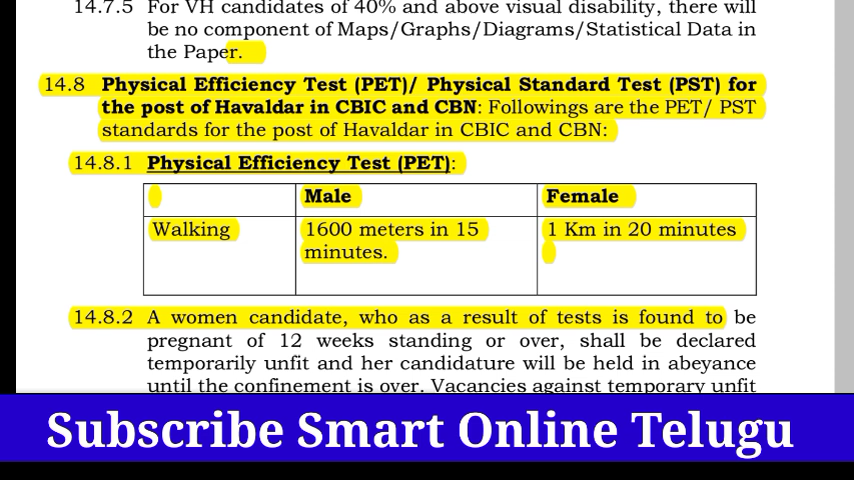 14.7.5 For VH candidates of 40% and above visual disability, there will
be no component of Maps/Graphs/Diagrams/Statistical Data in
the Paper.
14.8 Physical Efficiency Test (PET)/ Physical Standard Test (PST) for
the post of Havaldar in CBIC and CBN: Followings are the PET/ PST
standards for the post of Havaldar in CBIC and CBN:
14.8.1 Physical Efficiency Test (PET):
Male Female
Walking 1600 meters in 15 1 Km in 20 minutes
minutes.
14.8.2 A women candidate, who as a result of tests is found to be
pregnant of 12 weeks standing or over, shall be declared
temporarily unfit and her candidature will be held in abeyance
until the confinement is over. Vacancies against temporary unfit
Subscribe Smart Online Telugu